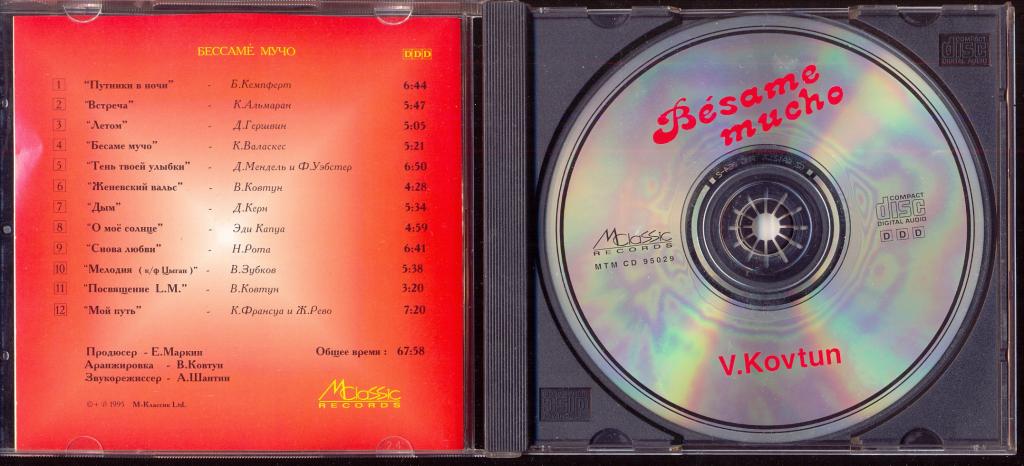 БЕССАМÉ МУЧО
DDD
1 "Путники в ночи" - Б.Кемпферт 6:44
2 "Встреча" - К.Альмаран 5:47
3 "Летом" - Д.Гершвин 5:05
4 "Бесаме мучо" - К.Валаскес 5:21
5 "Тень твоей улыбки" - Д.Мендель и Ф.Уэбстер 6:50
6 "Женевский вальс" - В.Ковтун 4:28
7 "Дым" - Д.Керн 5:34
8 "О моё солнце" - Эди Капуа 4:59
9 "Снова любви" - Н.Рота 6:41
10 "Мелодия ( к/ф Цыган )" - В.Зубков 5:38
11 "Посвящение L.M." - В.Ковтун 3:20
12 "Мой путь" - К.Франсуа и Ж.Рево 7:20
Продюсер - Е.Маркин
Общее время : 67:58
Аранжировка - В.Ковтун
Звукорежиссер - А.Шантин
©+℗ 1995 М-Классик Ltd.
MClassic
RECORDS
Bésame
mucho
MClassic
RECORDS
MTM CD 95029
COMPACT
disc
DIGITAL AUDIO
DDD
V.Kovtun
COMPACT
disc
DIGITAL AUDIO